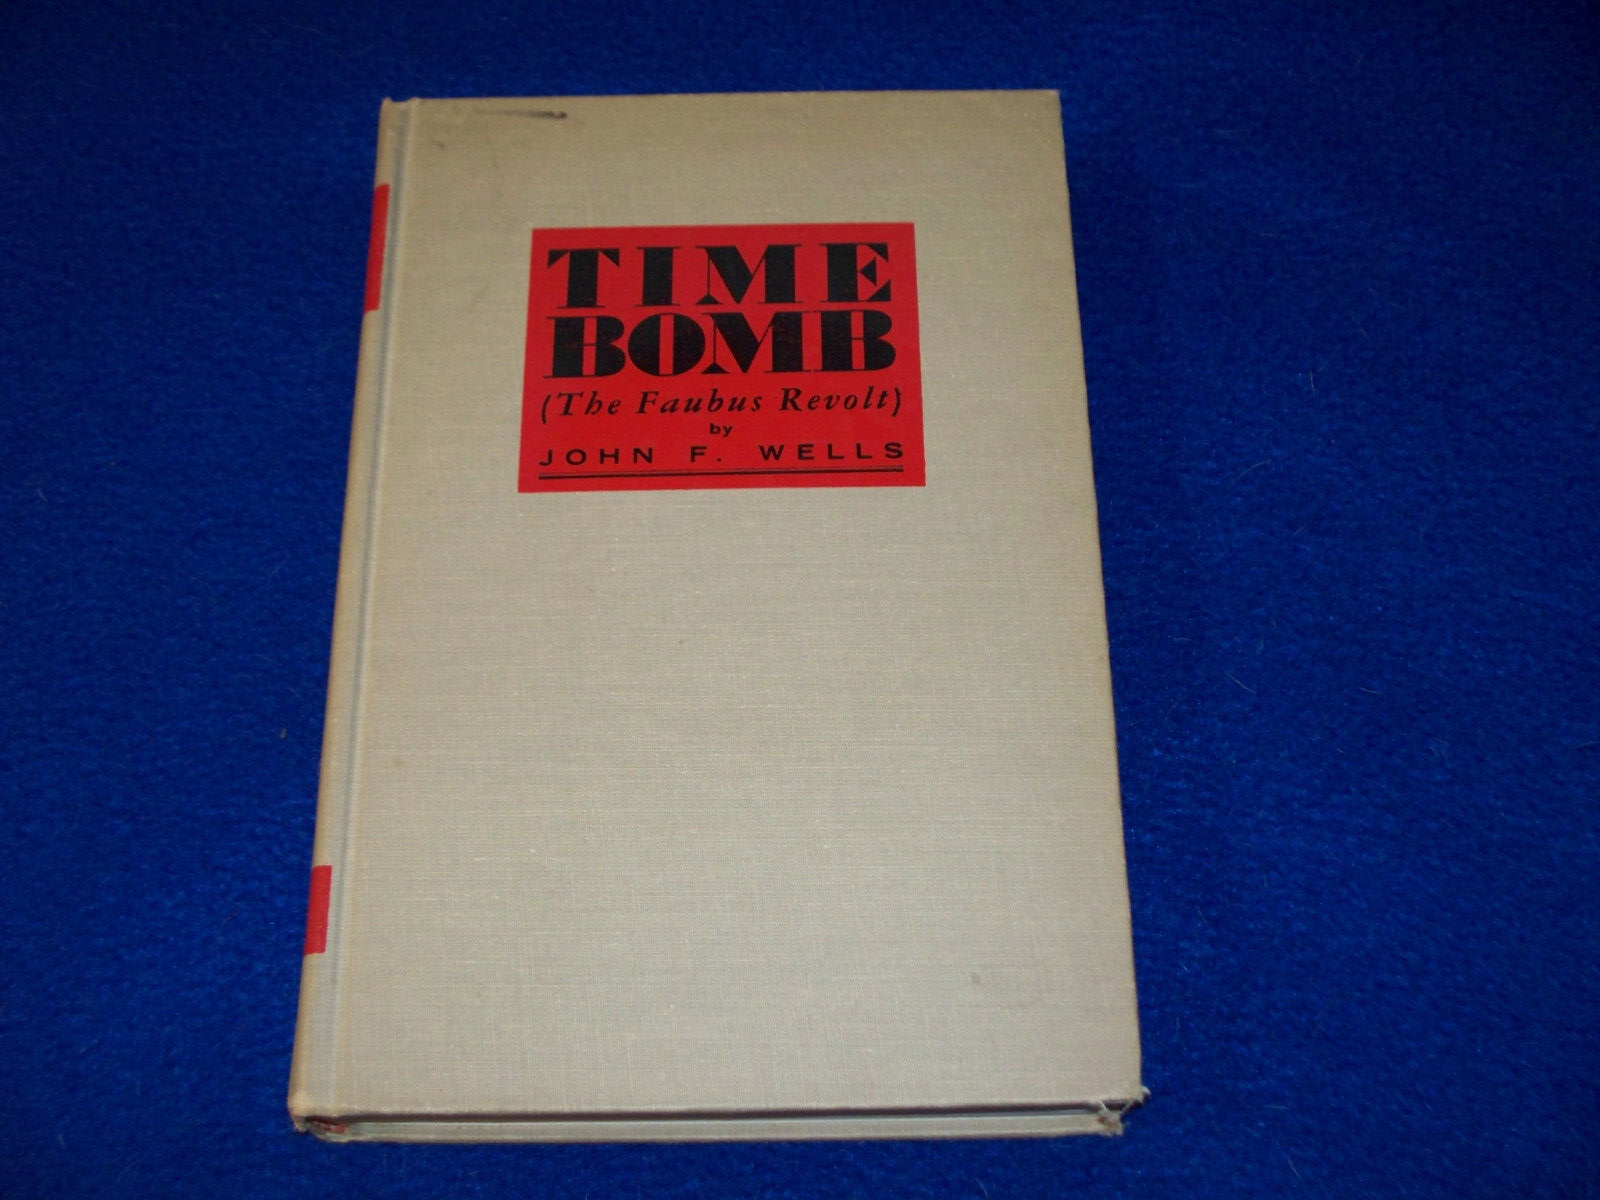 TIME
BOMB
(The Faubus Revolt)
by
JOHN F. WELLS